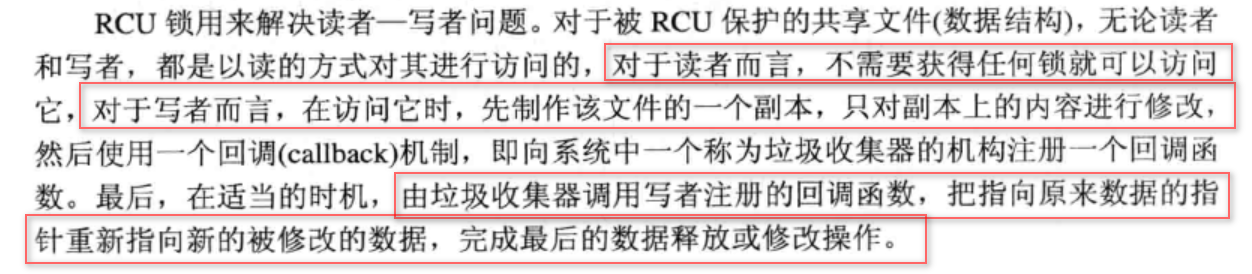 RCU 锁用来解决读者—写者问题。对于被 RCU 保护的共享文件(数据结构)，无论读者
和写者，都是以读的方式对其进行访问的，对于读者而言，不需要获得任何锁就可以访问
它，对于写者而言，在访问它时，先制作该文件的一个副本，只对副本上的内容进行修改，
然后使用一个回调(callback)机制，即向系统中一个称为垃圾收集器的机构注册一个回调函
数。最后，在适当的时机，由垃圾收集器调用写者注册的回调函数，把指向原来数据的指
针重新指向新的被修改的数据，完成最后的数据释放或修改操作。